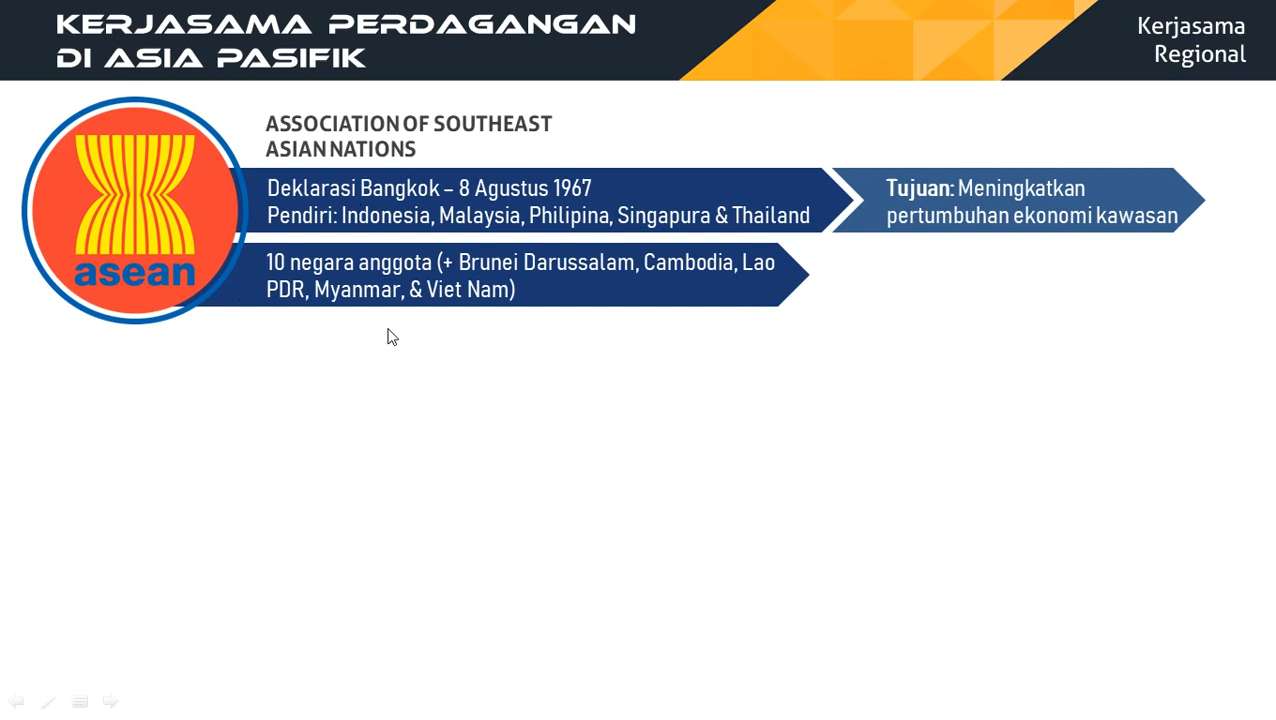 KERJASAMA PERDAGANGAN
DI ASIA PASIFIK
Kerjasama
Regional
asean
ASSOCIATION OF SOUTHEAST
ASIAN NATIONS
Deklarasi Bangkok – 8 Agustus 1967
Pendiri: Indonesia, Malaysia, Philipina, Singapura & Thailand
Tujuan: Meningkatkan
pertumbuhan ekonomi kawasan
10 negara anggota (+ Brunei Darussalam, Cambodia, Lao
PDR, Myanmar, & Viet Nam)